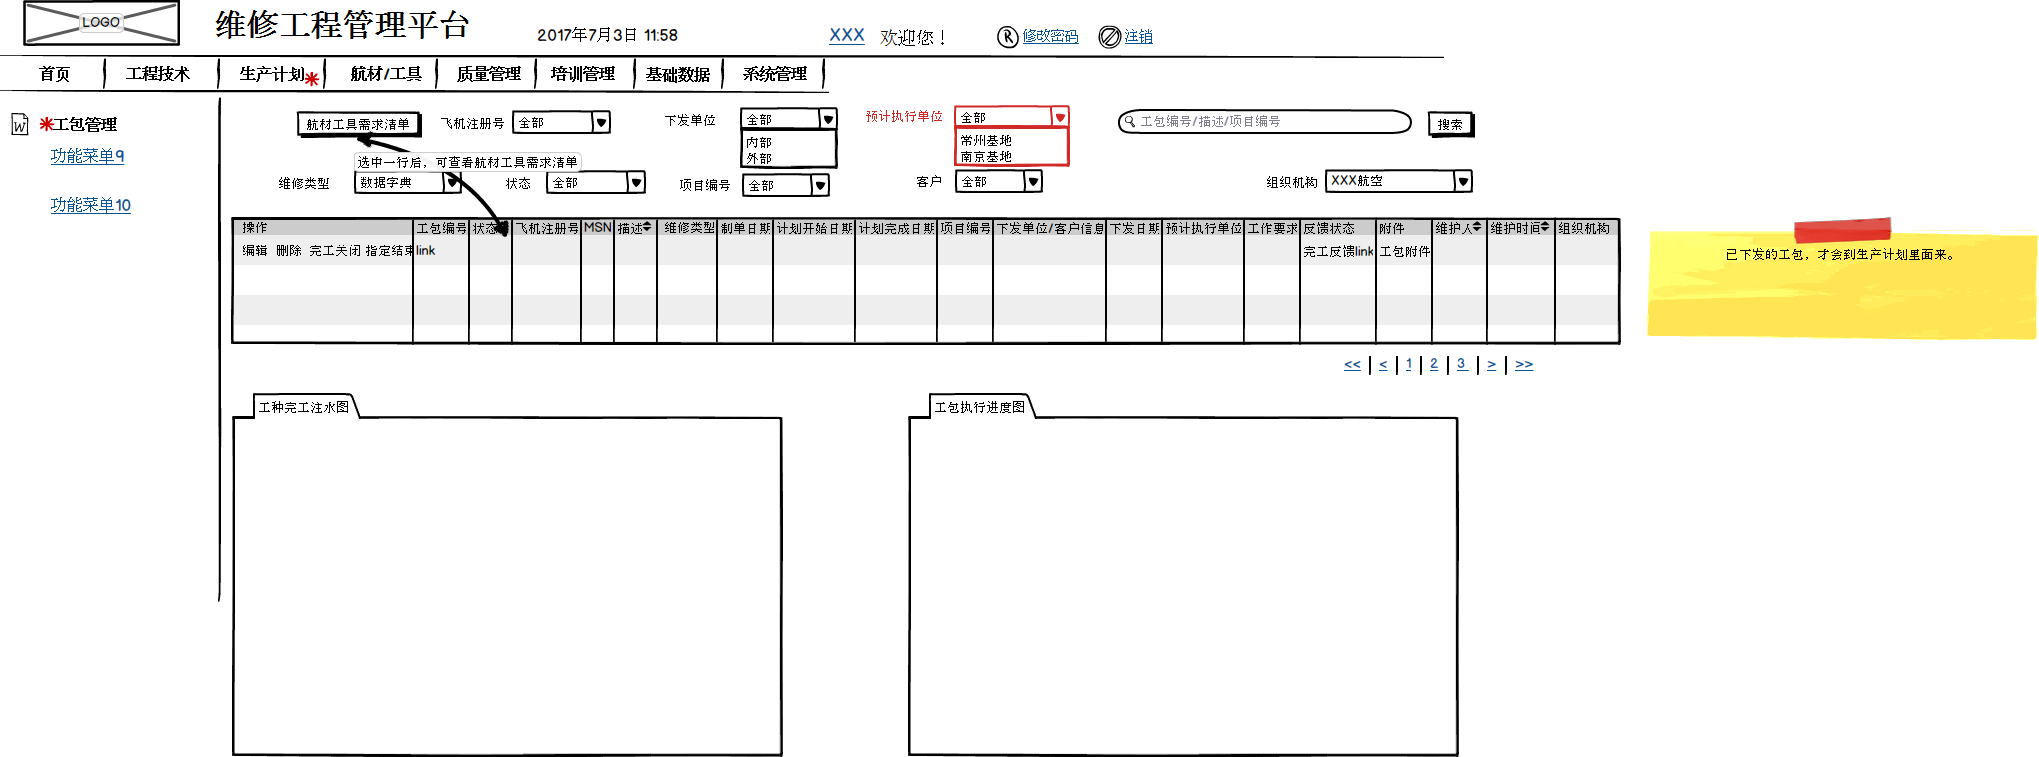 LOGO
维修工程管理平台
2017年7月3日 11:58
XXX 欢迎您！
修改密码
注销
首页
工程技术
生产计划
航材/工具
质量管理
培训管理
基础数据
系统管理
工包管理
功能菜单9
功能菜单10
航材工具需求清单
飞机注册号 全部
下发单位 全部
内部
外部
预计执行单位 全部
常州基地
南京基地
工包编号/描述/项目编号
搜索
选中一行后，可查看航材工具需求清单
维修类型 数据字典
状态 全部
项目编号 全部
客户 全部
组织机构 XXX航空
操作 工包编号 状态 飞机注册号 MSN 描述 维修类型 制单日期 计划开始日期 计划完成日期 项目编号 下发单位/客户信息 下发日期 预计执行单位 工作要求 反馈状态 附件 维护人 维护时间 组织机构
编辑 删除 完工关闭 指定结束 link 完工反馈link 工包附件
已下发的工包，才会到生产计划里面来。
<< | < | 1 | 2 | 3 | > | >>
工种完工注水图
工包执行进度图